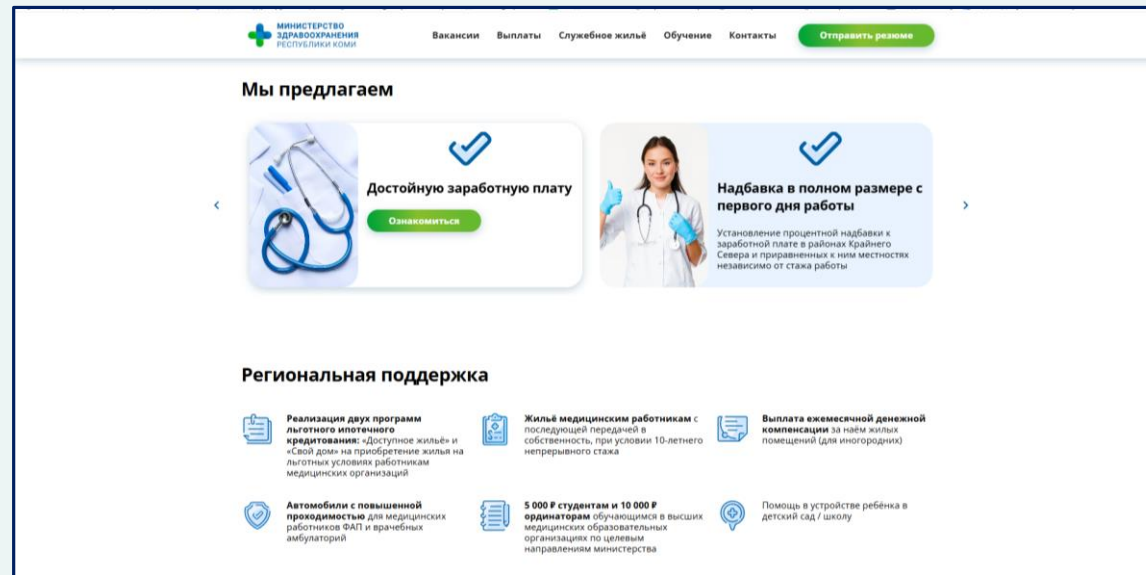 МИНИСТЕРСТВО
ЗДРАВООХРАНЕНИЯ
РЕСПУБЛИКИ КОМИ
Вакансии Выплаты Служебное жильё Обучение Контакты Отправить резюме
Мы предлагаем
Достойную заработную плату
Ознакомиться
Надбавка в полном размере с
первого дня работы
Установление процентной надбавки к
заработной плате в районах Крайнего
Севера и приравненных к ним местностях
независимо от стажа работы
Региональная поддержка
Реализация двух программ
льготного ипотечного
кредитования: «Доступное жильё» и
«Свой дом» на приобретение жилья на
льготных условиях работникам
медицинских организаций
Жильё медицинским работникам с
последующей передачей в
собственность, при условии 10-летнего
непрерывного стажа
Выплата ежемесячной денежной
компенсации за наём жилых
помещений (для иногородних)
Автомобили с повышенной
проходимостью для медицинских
работников ФАП и врачебных
амбулаторий
5 000 ₽ студентам и 10 000 ₽
ординаторам обучающимся в высших
медицинских образовательных
организациях по целевым
направлениям министерства
Помощь в устройстве ребёнка в
детский сад / школу